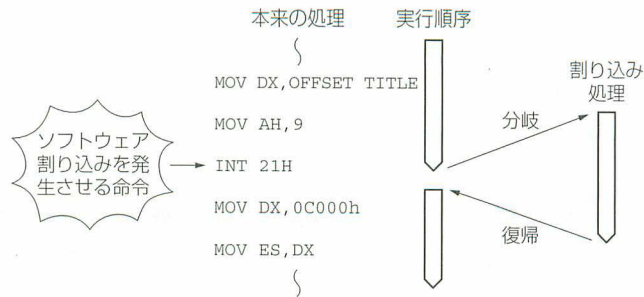 本来の処理
実行順序
MOV DX,OFFSET TITLE
MOV AH,9
INT 21H
MOV DX,0C000h
MOV ES,DX
ソフトウェア
割り込みを発
生させる命令
分岐
復帰
割り込み
処理